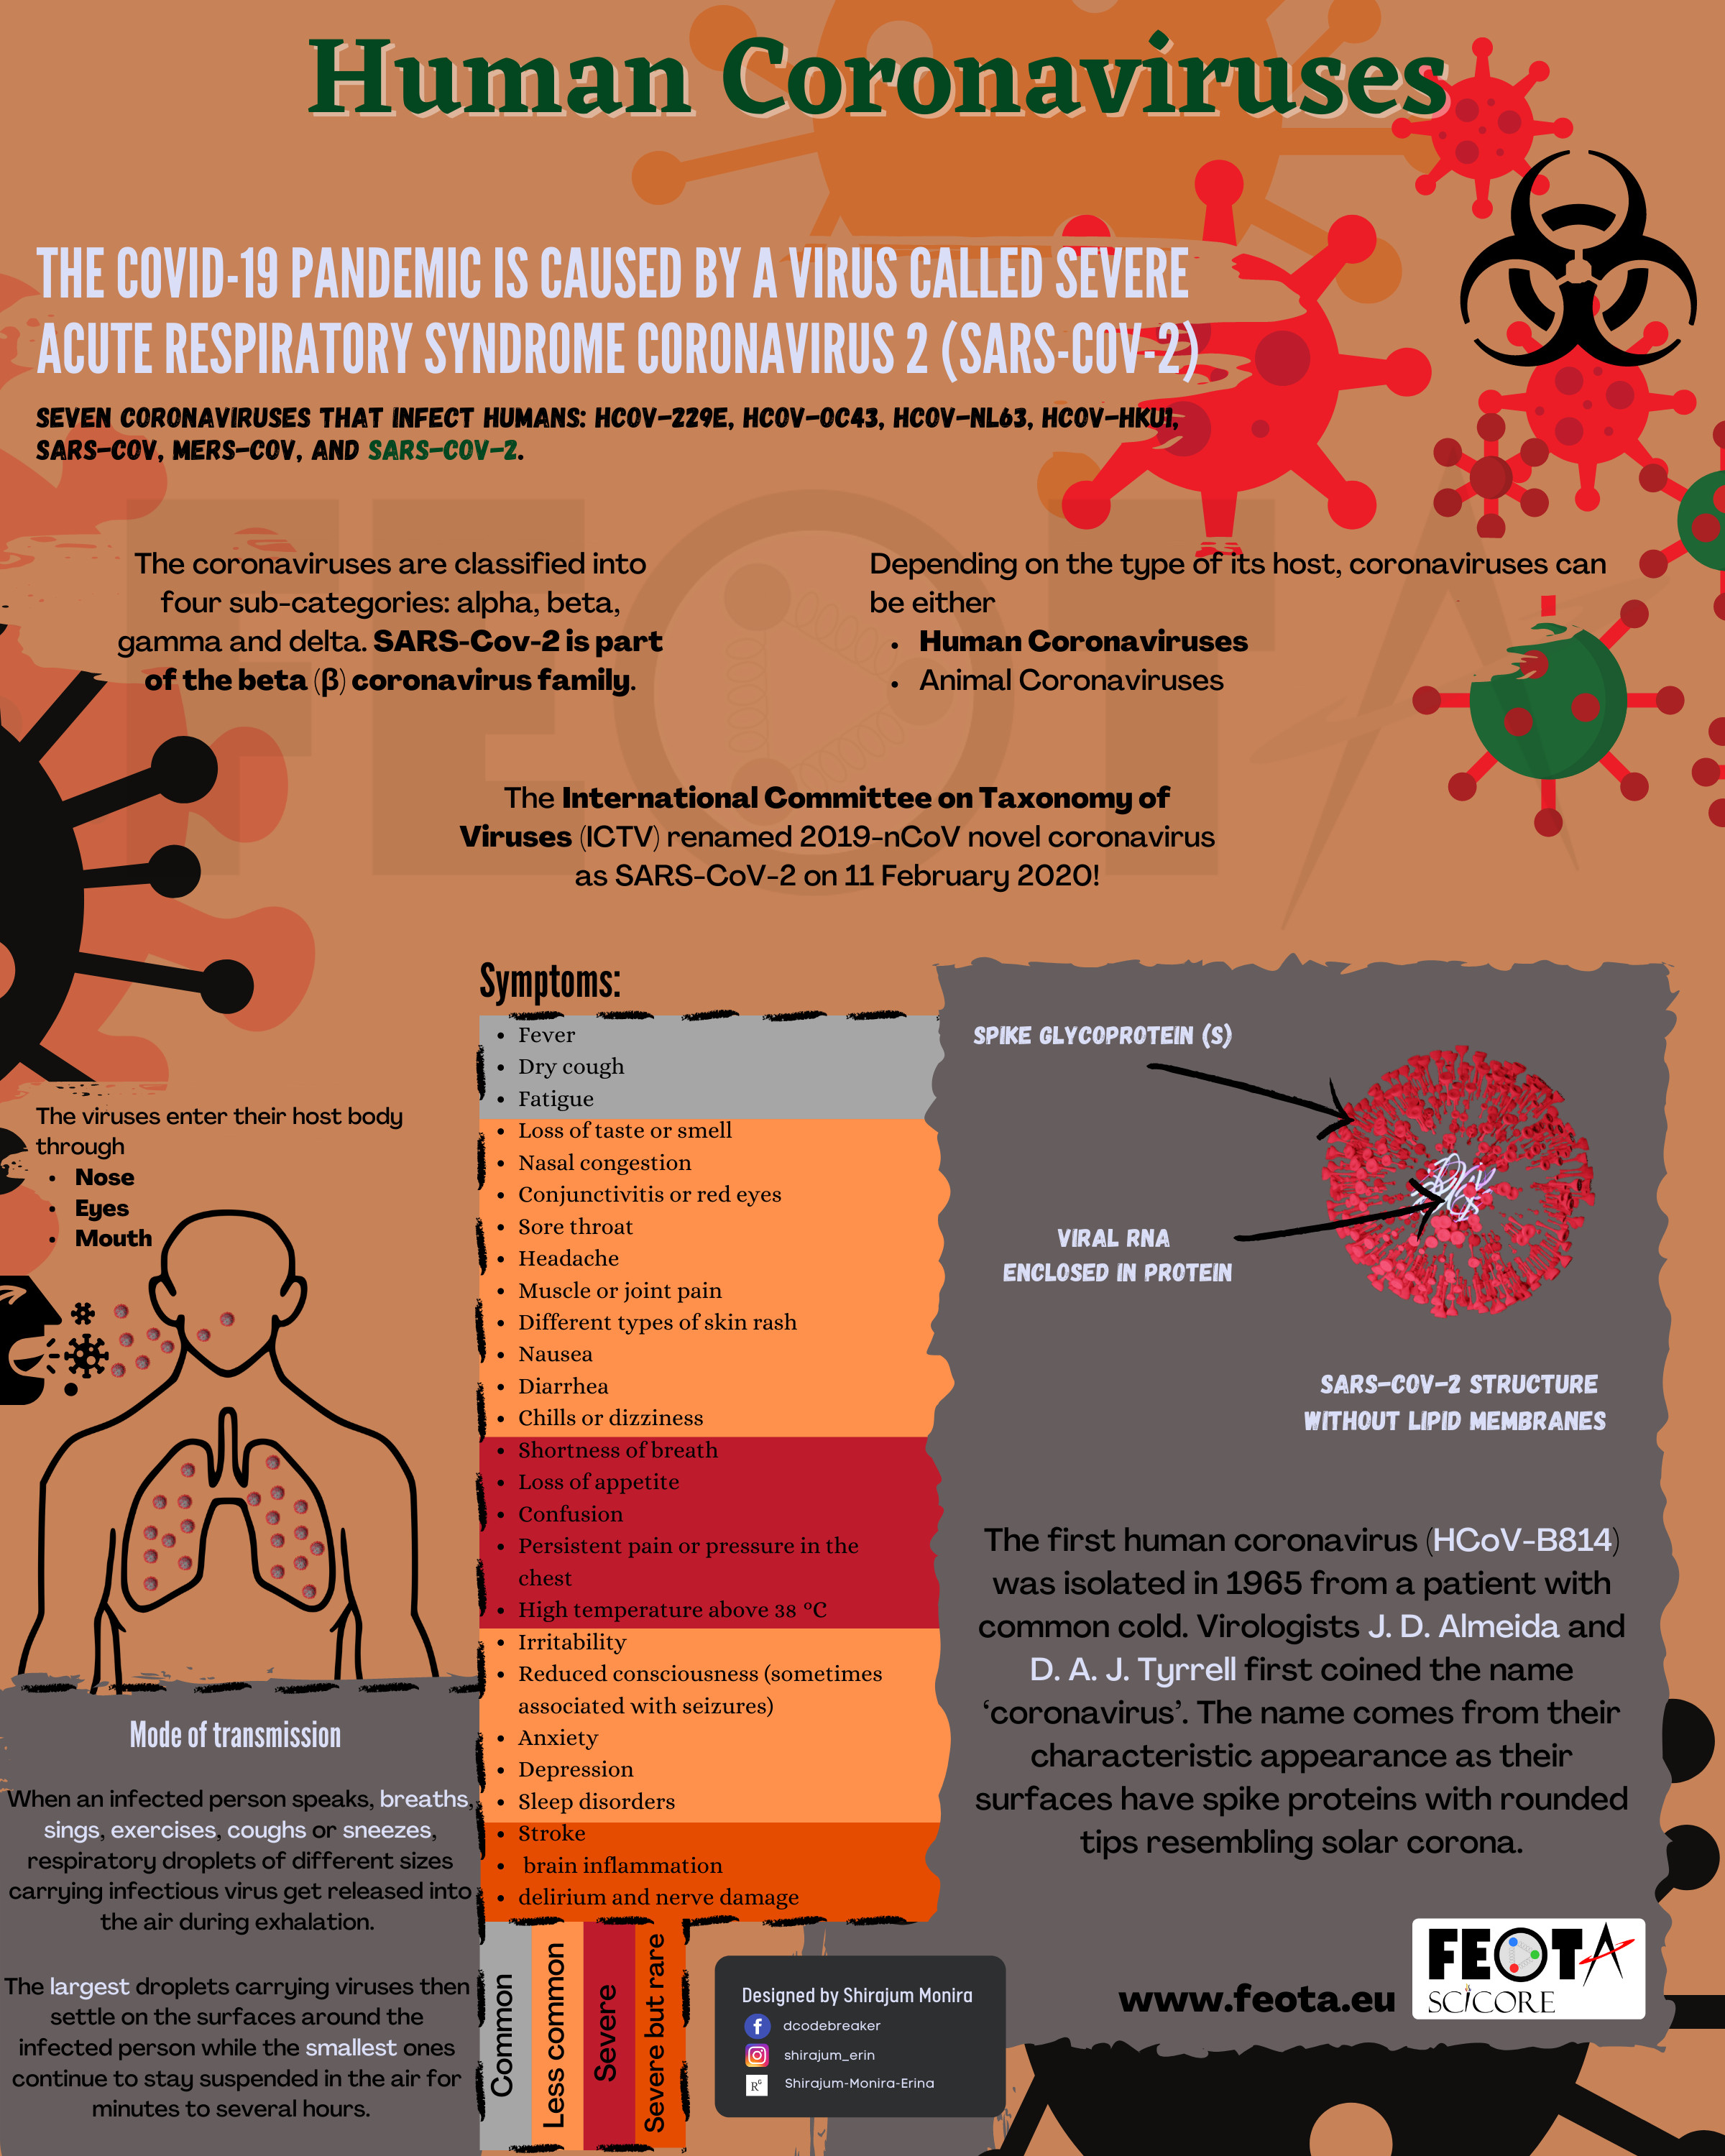 Human Coronaviruses
THE COVID-19 PANDEMIC IS CAUSED BY A VIRUS CALLED SEVERE
ACUTE RESPIRATORY SYNDROME CORONAVIRUS 2 (SARS-COV-2)
SEVEN CORONAVIRUSES THAT INFECT HUMANS: HCOV-229E, HCOV-OC43, HCOV-NL63, HCOV-HKU1,
SARS-COV, MERS-COV, AND SARS-COV-2.
FEOTA
The coronaviruses are classified into
four sub-categories: alpha, beta,
gamma and delta. SARS-Cov-2 is part
of the beta (β) coronavirus family.
Depending on the type of its host, coronaviruses can
be either
• Human Coronaviruses
• Animal Coronaviruses
The International Committee on Taxonomy of
Viruses (ICTV) renamed 2019-nCoV novel coronavirus
as SARS-CoV-2 on 11 February 2020!
The viruses enter their host body
through
• Nose
• Eyes
• Mouth
Mode of transmission
When an infected person speaks, breaths,
sings, exercises, coughs or sneezes,
respiratory droplets of different sizes
carrying infectious virus get released into
the air during exhalation.
The largest droplets carrying viruses then
settle on the surfaces around the
infected person while the smallest ones
continue to stay suspended in the air for
minutes to several hours.
Symptoms:
• Fever
• Dry cough
• Fatigue
• Loss of taste or smell
• Nasal congestion
• Conjunctivitis or red eyes
• Sore throat
• Headache
• Muscle or joint pain
• Different types of skin rash
• Nausea
• Diarrhea
• Chills or dizziness
• Shortness of breath
• Loss of appetite
• Confusion
• Persistent pain or pressure in the
chest
• High temperature above 38 °C
• Irritability
• Reduced consciousness (sometimes
associated with seizures)
• Anxiety
• Depression
• Sleep disorders
• Stroke
• brain inflammation
• delirium and nerve damage
Common
Less common
Severe
Severe but rare
SPIKE GLYCOPROTEIN (S)
VIRAL RNA
ENCLOSED IN PROTEIN
SARS-COV-2 STRUCTURE
WITHOUT LIPID MEMBRANES
The first human coronavirus (HCoV-B814)
was isolated in 1965 from a patient with
common cold. Virologists J. D. Almeida and
D. A. J. Tyrrell first coined the name
‘coronavirus’. The name comes from their
characteristic appearance as their
surfaces have spike proteins with rounded
tips resembling solar corona.
Designed by Shirajum Monira
dcodebreaker
shirajum_erin
RG Shirajum-Monira-Erina
www.feota.eu
FEOTA
SCiCORE